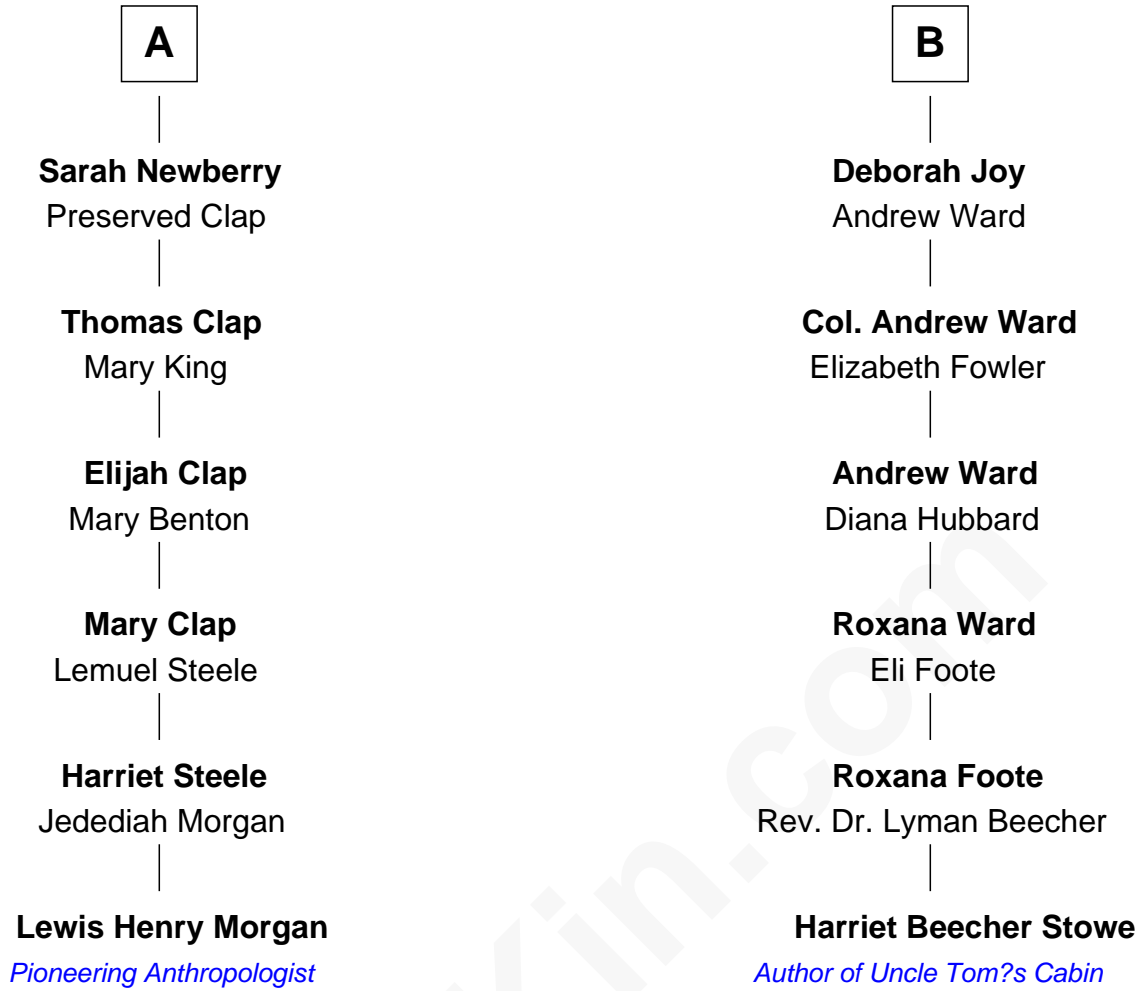 A
Sarah Newberry
Preserved Clap
Thomas Clap
Mary King
Elijah Clap
Mary Benton
Mary Clap
Lemuel Steele
Harriet Steele
Jedediah Morgan
Lewis Henry Morgan
Pioneering Anthropologist
B
Deborah Joy
Andrew Ward
Col. Andrew Ward
Elizabeth Fowler
Andrew Ward
Diana Hubbard
Roxana Ward
Eli Foote
Roxana Foote
Rev. Dr. Lyman Beecher
Harriet Beecher Stowe
Author of Uncle Tom?s Cabin
Kin.com